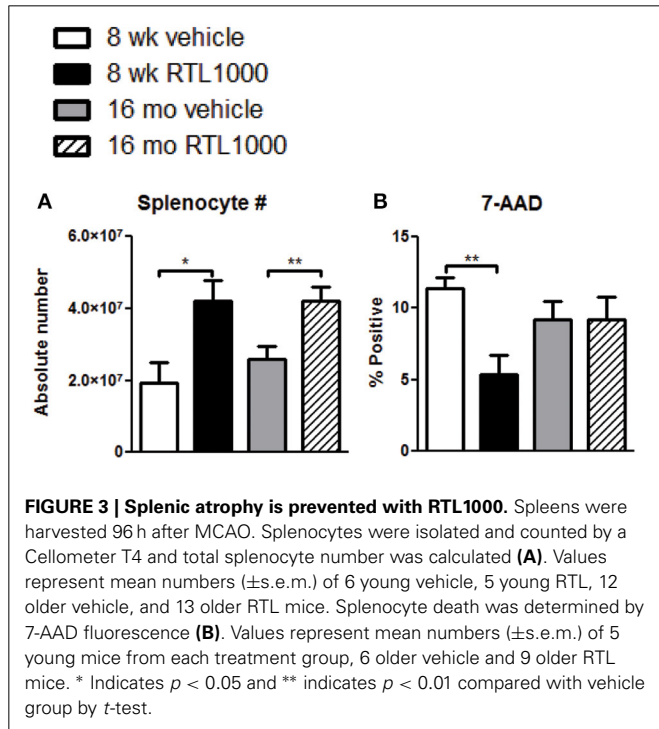 8 wk vehicle
8 wk RTL1000
16 mo vehicle
16 mo RTL1000
A Splenocyte #
6.0×10⁷
4.0×10⁷
2.0×10⁷
0
Absolute number
* **
B 7-AAD
15
10
5
0
% Positive
**
FIGURE 3 | Splenic atrophy is prevented with RTL1000. Spleens were
harvested 96 h after MCAO. Splenocytes were isolated and counted by a
Cellometer T4 and total splenocyte number was calculated (A). Values
represent mean numbers (±s.e.m.) of 6 young vehicle, 5 young RTL, 12
older vehicle, and 13 older RTL mice. Splenocyte death was determined by
7-AAD fluorescence (B). Values represent mean numbers (±s.e.m.) of 5
young mice from each treatment group, 6 older vehicle and 9 older RTL
mice. * Indicates p < 0.05 and ** indicates p < 0.01 compared with vehicle
group by t-test.